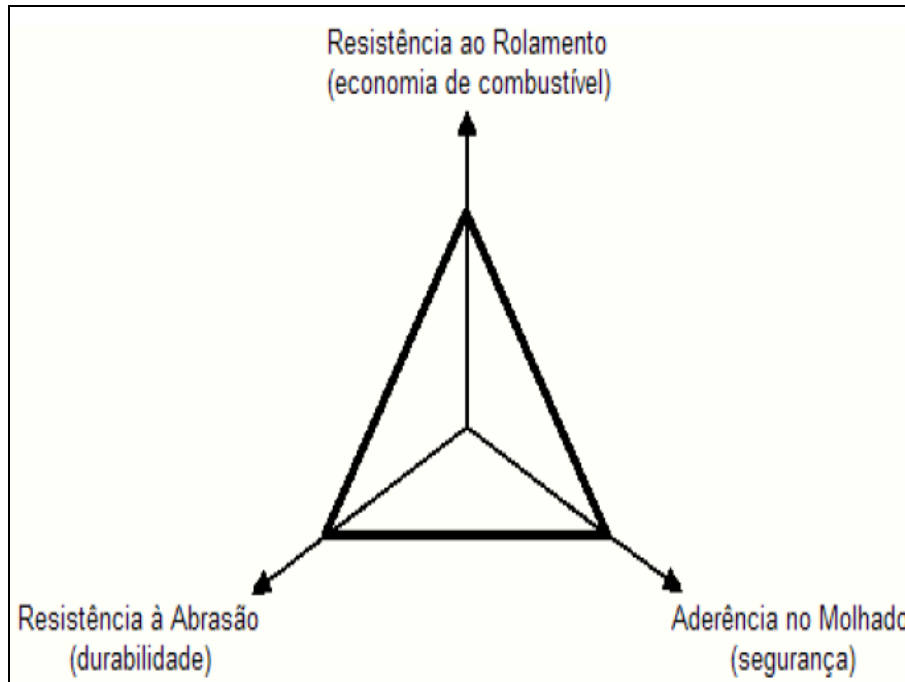 Resistência ao Rolamento
(economia de combustível)
Resistência à Abrasão
(durabilidade)
Aderência no Molhado
(segurança)